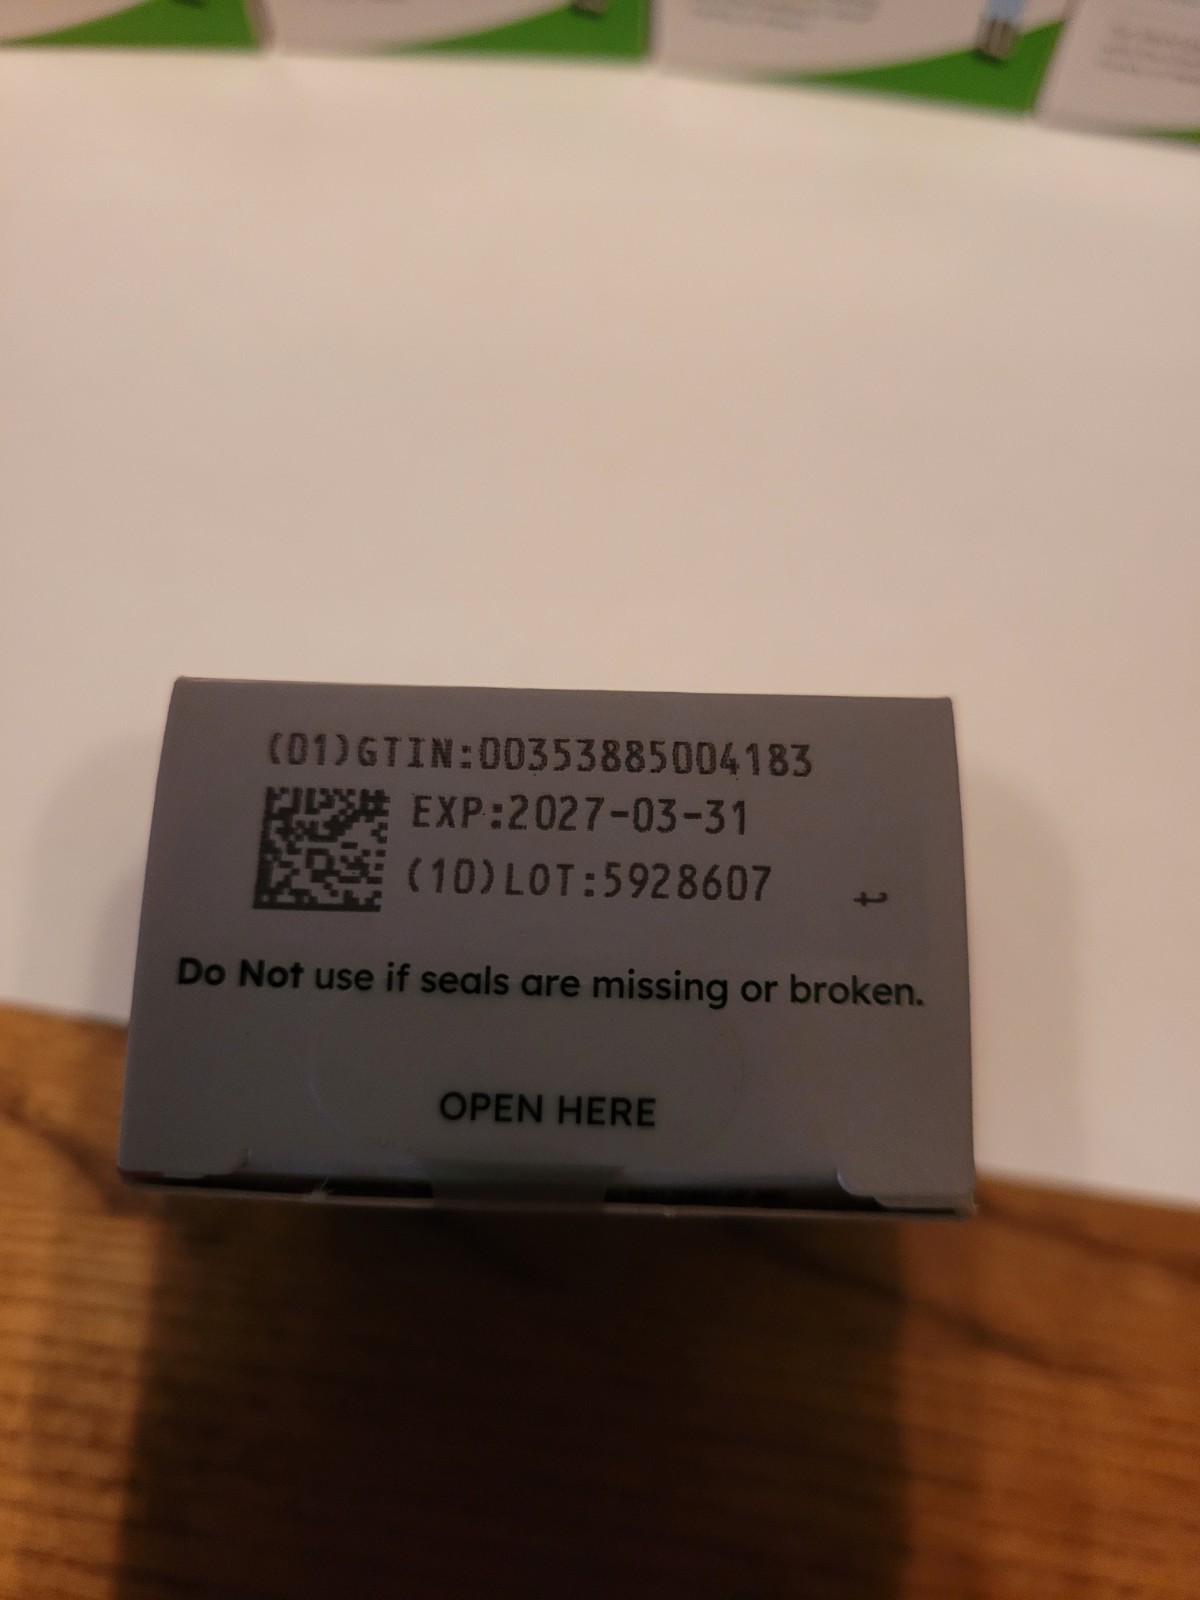 (01)GTIN:00353885004183
EXP:2027-03-31
(10)LOT:5928607
t
Do Not use if seals are missing or broken.
OPEN HERE